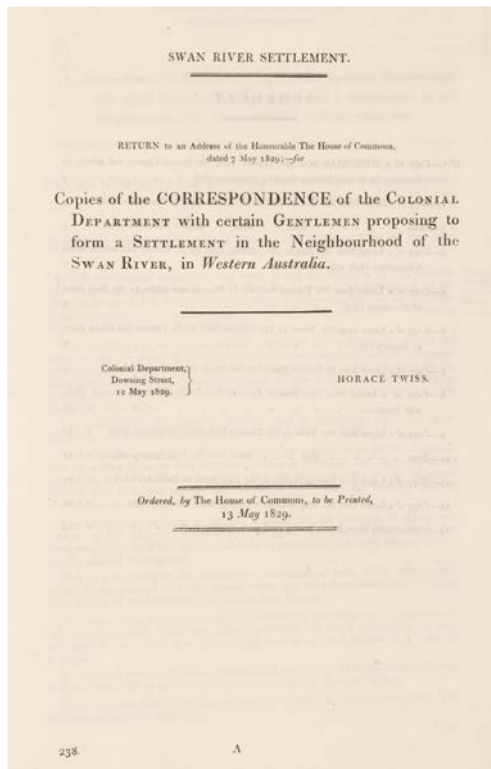 SWAN RIVER SETTLEMENT.
RETURN to an Address of the Honourable The House of Commons,
dated 7 May 1829;—for
Copies of the CORRESPONDENCE of the COLONIAL
DEPARTMENT with certain GENTLEMEN proposing to
form a SETTLEMENT in the Neighbourhood of the
SWAN RIVER, in Western Australia.
Colonial Department,
Downing Street,
12 May 1829.
HORACE TWISS.
Ordered, by The House of Commons, to be Printed,
13 May 1829.
238.
A